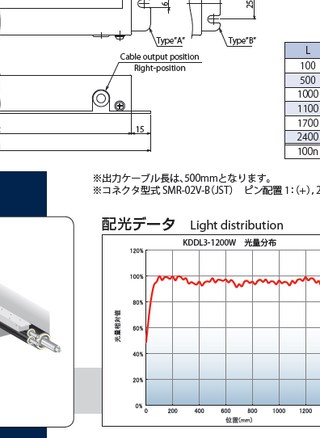 6
25
Type"A"
Type"B"
Cable output position
Right-position
15
L
100
500
1000
1100
1700
2400
100n
※出力ケーブル長は、500mmとなります。
※コネクタ型式 SMR-02V-B(JST) ピン配置 1：(+), 2
配光データ Light distribution
KDDL3-1200W 光量分布
120%
100%
80%
60%
40%
20%
0%
光量相対値
0 200 400 600 800 1000 1200
位置(mm)